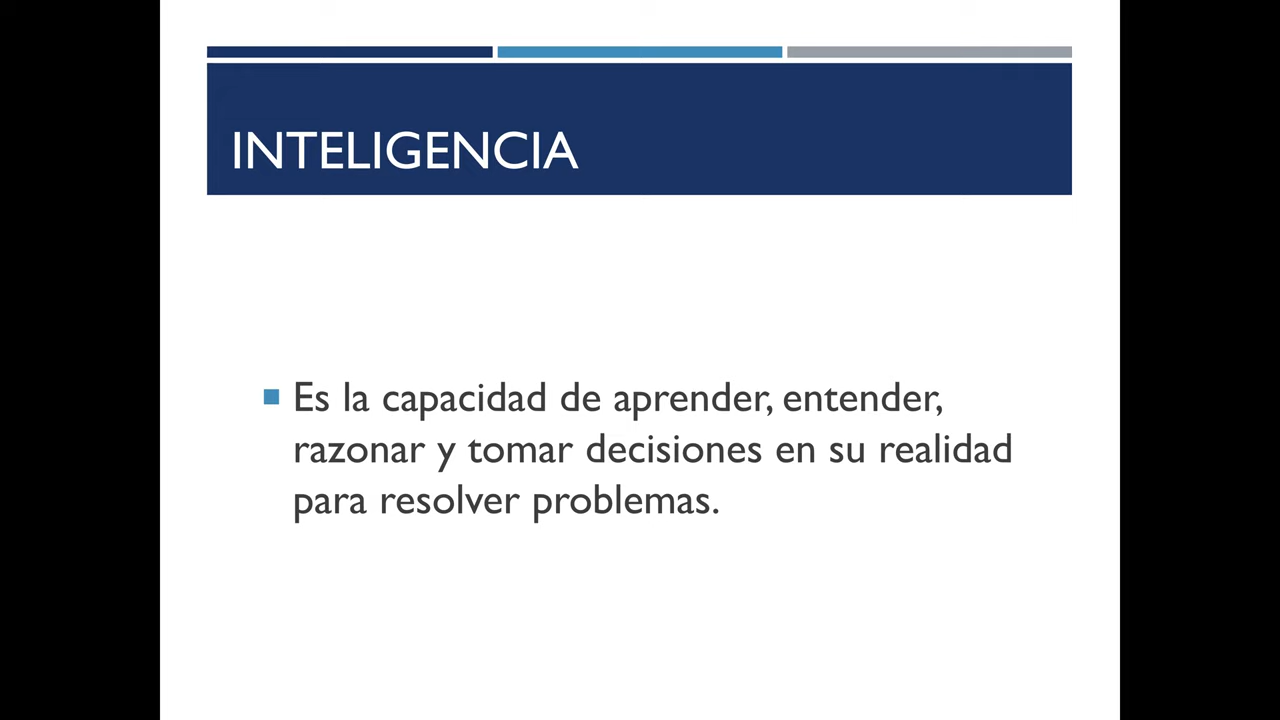 INTELIGENCIA
Es la capacidad de aprender, entender,
razonar y tomar decisiones en su realidad
para resolver problemas.